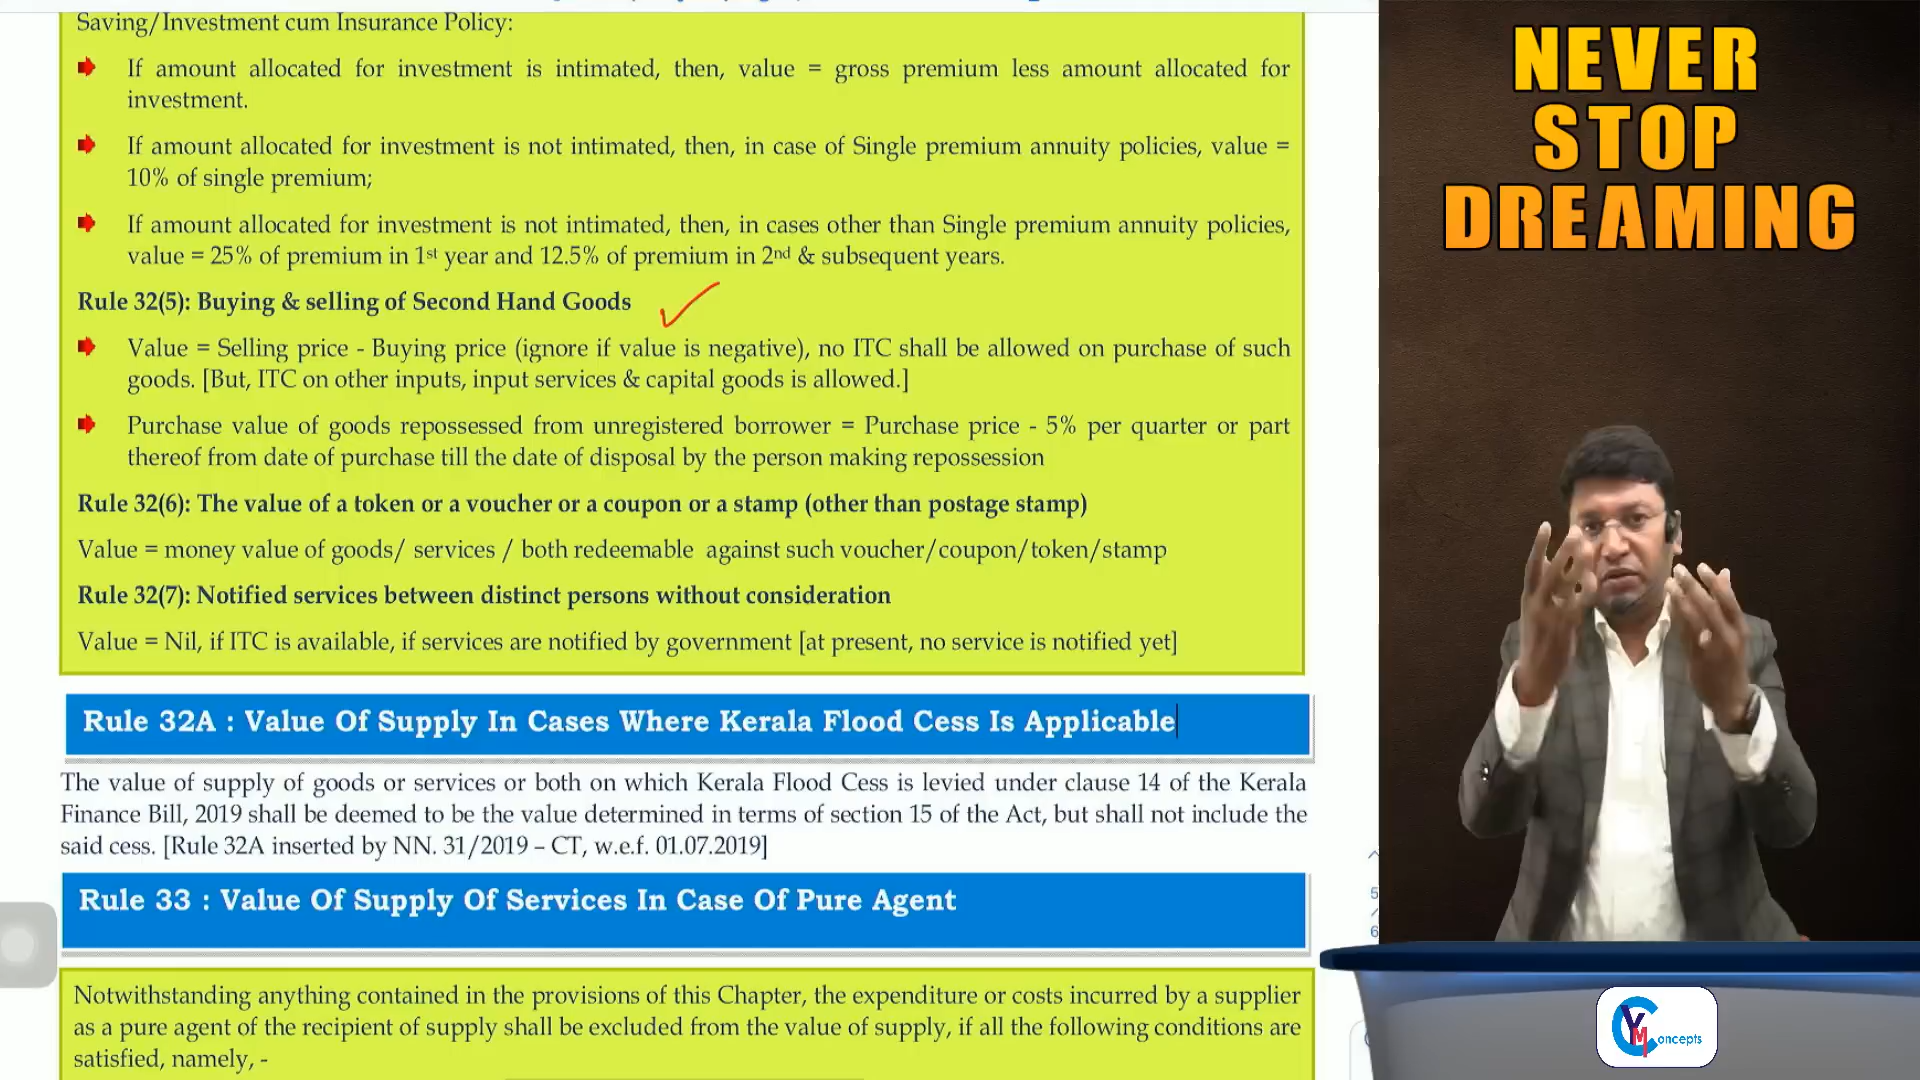 Saving/Investment cum Insurance Policy:
If amount allocated for investment is intimated, then, value = gross premium less amount allocated for
investment.
If amount allocated for investment is not intimated, then, in case of Single premium annuity policies, value =
10% of single premium;
If amount allocated for investment is not intimated, then, in cases other than Single premium annuity policies,
value = 25% of premium in 1st year and 12.5% of premium in 2nd & subsequent years.
Rule 32(5): Buying & selling of Second Hand Goods
Value = Selling price - Buying price (ignore if value is negative), no ITC shall be allowed on purchase of such
goods. [But, ITC on other inputs, input services & capital goods is allowed.]
Purchase value of goods repossessed from unregistered borrower = Purchase price - 5% per quarter or part
thereof from date of purchase till the date of disposal by the person making repossession
Rule 32(6): The value of a token or a voucher or a coupon or a stamp (other than postage stamp)
Value = money value of goods/ services / both redeemable against such voucher/coupon/token/stamp
Rule 32(7): Notified services between distinct persons without consideration
Value = Nil, if ITC is available, if services are notified by government [at present, no service is notified yet]
Rule 32A : Value Of Supply In Cases Where Kerala Flood Cess Is Applicable
The value of supply of goods or services or both on which Kerala Flood Cess is levied under clause 14 of the Kerala
Finance Bill, 2019 shall be deemed to be the value determined in terms of section 15 of the Act, but shall not include the
said cess. [Rule 32A inserted by NN. 31/2019 – CT, w.e.f. 01.07.2019]
Rule 33 : Value Of Supply Of Services In Case Of Pure Agent
Notwithstanding anything contained in the provisions of this Chapter, the expenditure or costs incurred by a supplier
as a pure agent of the recipient of supply shall be excluded from the value of supply, if all the following conditions are
satisfied, namely, -
5
/
6
NEVER
STOP
DREAMING
YM Concepts